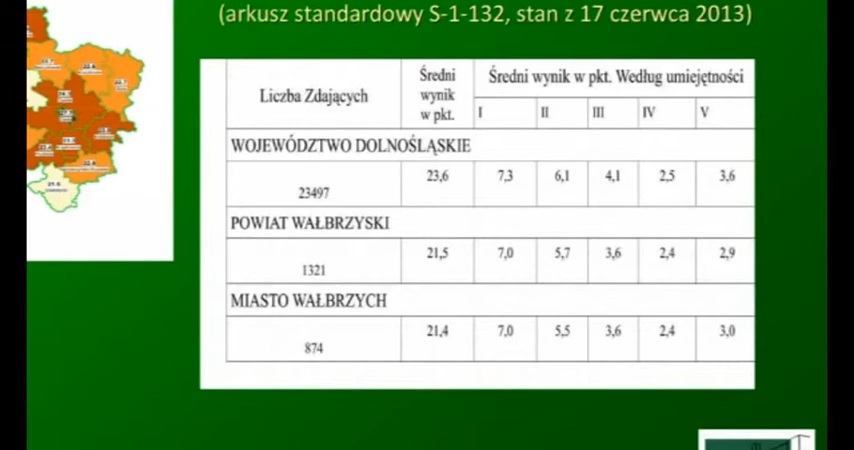 (arkusz standardowy S-1-132, stan z 17 czerwca 2013)
Liczba Zdających
Średni wynik w pkt.
Średni wynik w pkt. Według umiejętności
I II III IV V
WOJEWÓDZTWO DOLNOŚLĄSKIE
23497 23,6 7,3 6,1 4,1 2,5 3,6
POWIAT WAŁBRZYSKI
1321 21,5 7,0 5,7 3,6 2,4 2,9
MIASTO WAŁBRZYCH
874 21,4 7,0 5,5 3,6 2,4 3,0